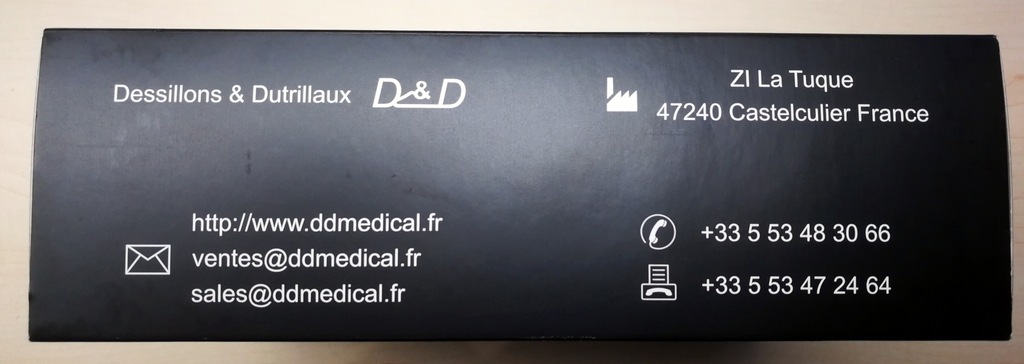 Dessillons & Dutrillaux D&D
ZI La Tuque
47240 Castelculier France
http://www.ddmedical.fr
ventes@ddmedical.fr
sales@ddmedical.fr
+33 5 53 48 30 66
+33 5 53 47 24 64